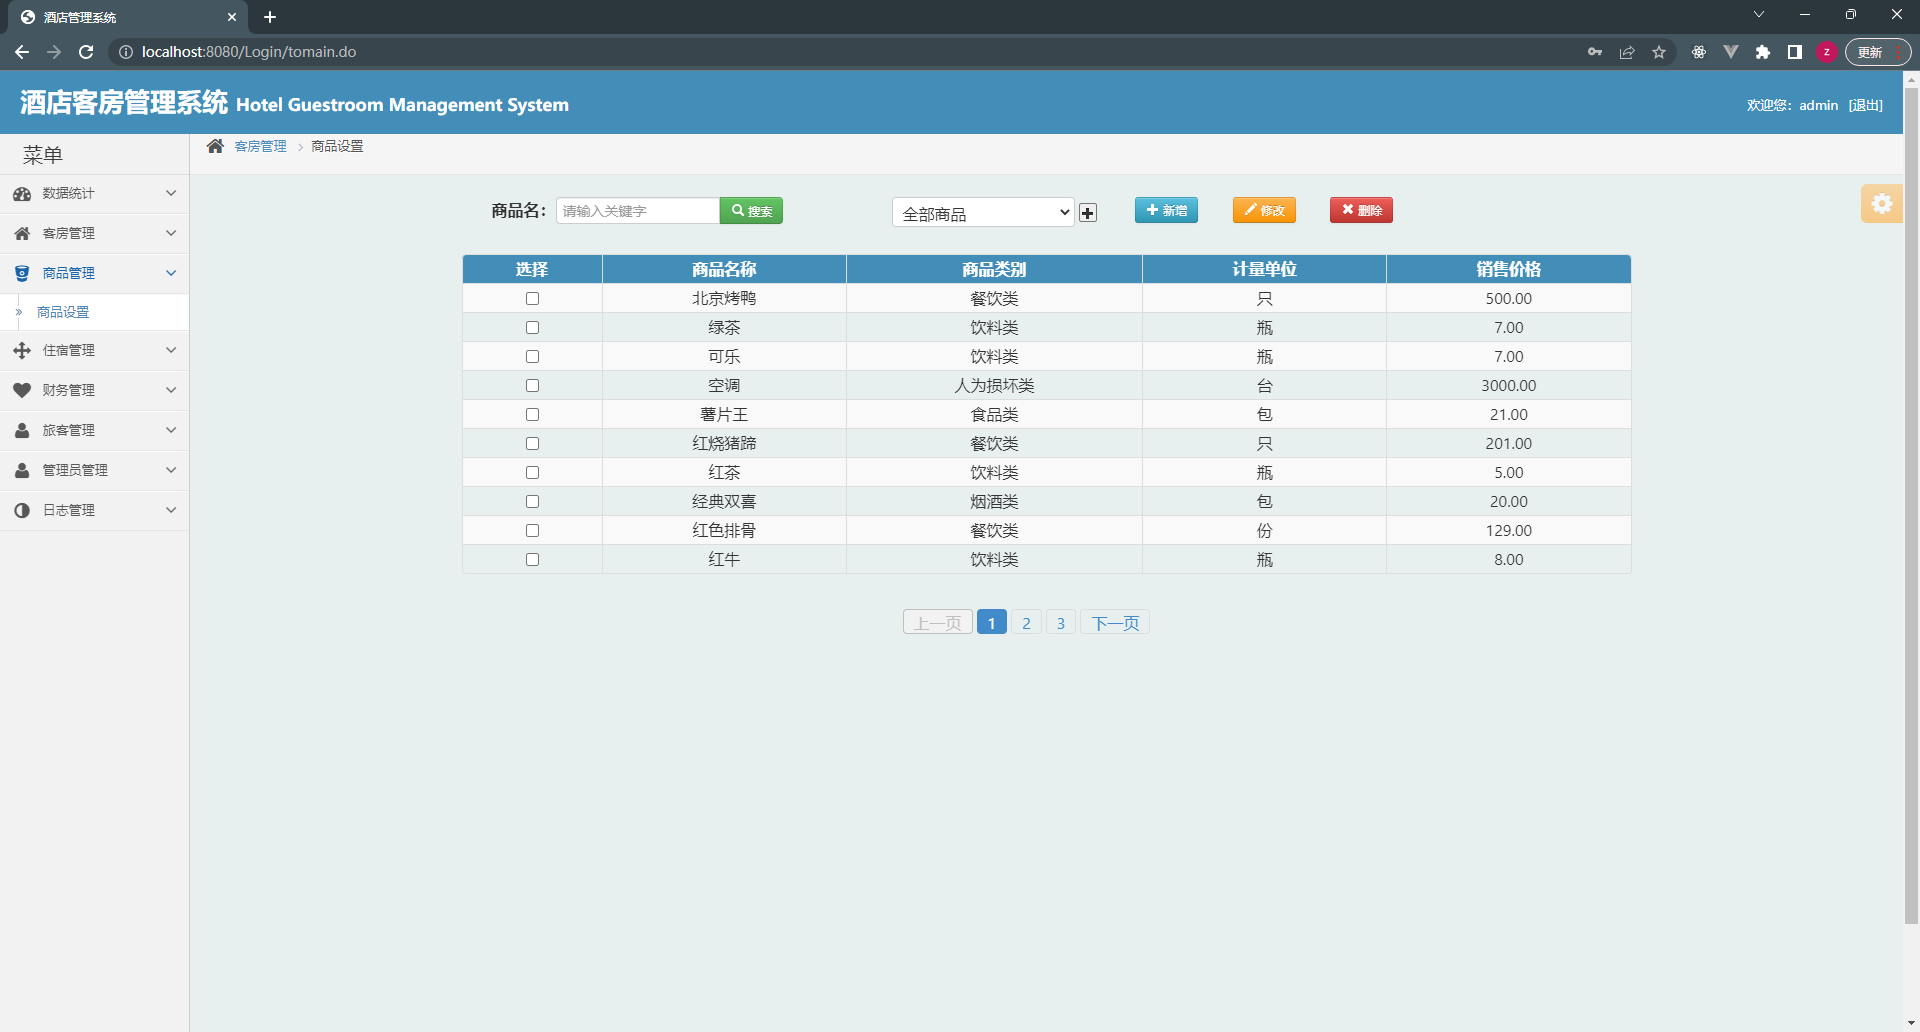 酒店管理系统
localhost:8080/Login/tomain.do
更新
酒店客房管理系统 Hotel Guestroom Management System
欢迎您：admin [退出]
菜单
客房管理 > 商品设置
数据统计
客房管理
商品管理
» 商品设置
住宿管理
财务管理
旅客管理
管理员管理
日志管理
商品名： 请输入关键字 搜索 全部商品 新增 修改 删除
选择 商品名称 商品类别 计量单位 销售价格
北京烤鸭 餐饮类 只 500.00
绿茶 饮料类 瓶 7.00
可乐 饮料类 瓶 7.00
空调 人为损坏类 台 3000.00
薯片王 食品类 包 21.00
红烧猪蹄 餐饮类 只 201.00
红茶 饮料类 瓶 5.00
经典双喜 烟酒类 包 20.00
红色排骨 餐饮类 份 129.00
红牛 饮料类 瓶 8.00
上一页 1 2 3 下一页